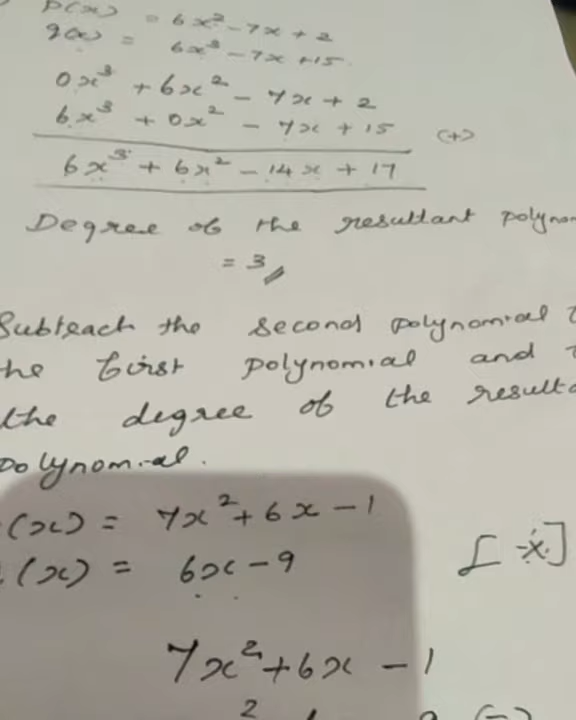 p(x) = 6x² - 7x + 2
q(x) = 6x³ - 7x + 15
0x³ + 6x² - 7x + 2
6x³ + 0x² - 7x + 15 (+)
6x³ + 6x² - 14x + 17
Degree of the resultant
= 3
Subtract the second polynomial
the first polynomial and
the degree of the
polynomial.
(x) = 7x² + 6x - 1
(x) = 6x - 9
7x² + 6x - 1